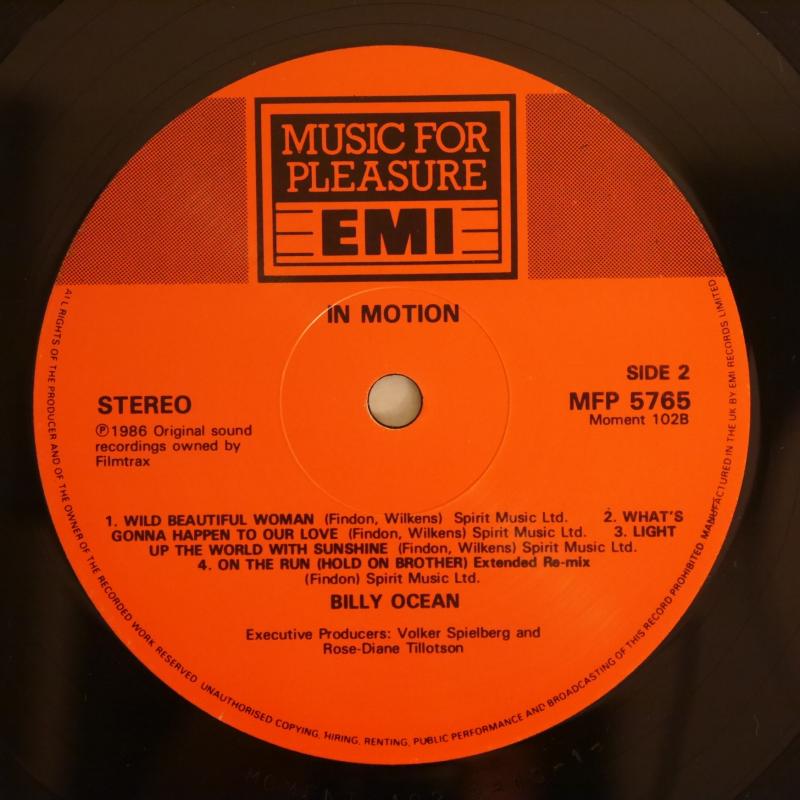 MUSIC FOR
PLEASURE
EMI
IN MOTION
SIDE 2
STEREO
MFP 5765
Moment 102B
℗ 1986 Original sound
recordings owned by
Filmtrax
1. WILD BEAUTIFUL WOMAN (Findon, Wilkens) Spirit Music Ltd. 2. WHAT'S
GONNA HAPPEN TO OUR LOVE (Findon, Wilkens) Spirit Music Ltd. 3. LIGHT
UP THE WORLD WITH SUNSHINE (Findon, Wilkens) Spirit Music Ltd.
4. ON THE RUN (HOLD ON BROTHER) Extended Re-mix
(Findon) Spirit Music Ltd.
BILLY OCEAN
Executive Producers: Volker Spielberg and
Rose-Diane Tillotson
ALL RIGHTS OF THE PRODUCER AND OF THE OWNER OF THE RECORDED WORK RESERVED UNAUTHORISED COPYING, HIRING, RENTING, PUBLIC PERFORMANCE AND BROADCASTING OF THIS RECORD PROHIBITED MANUFACTURED IN THE UK BY EMI RECORDS LIMITED